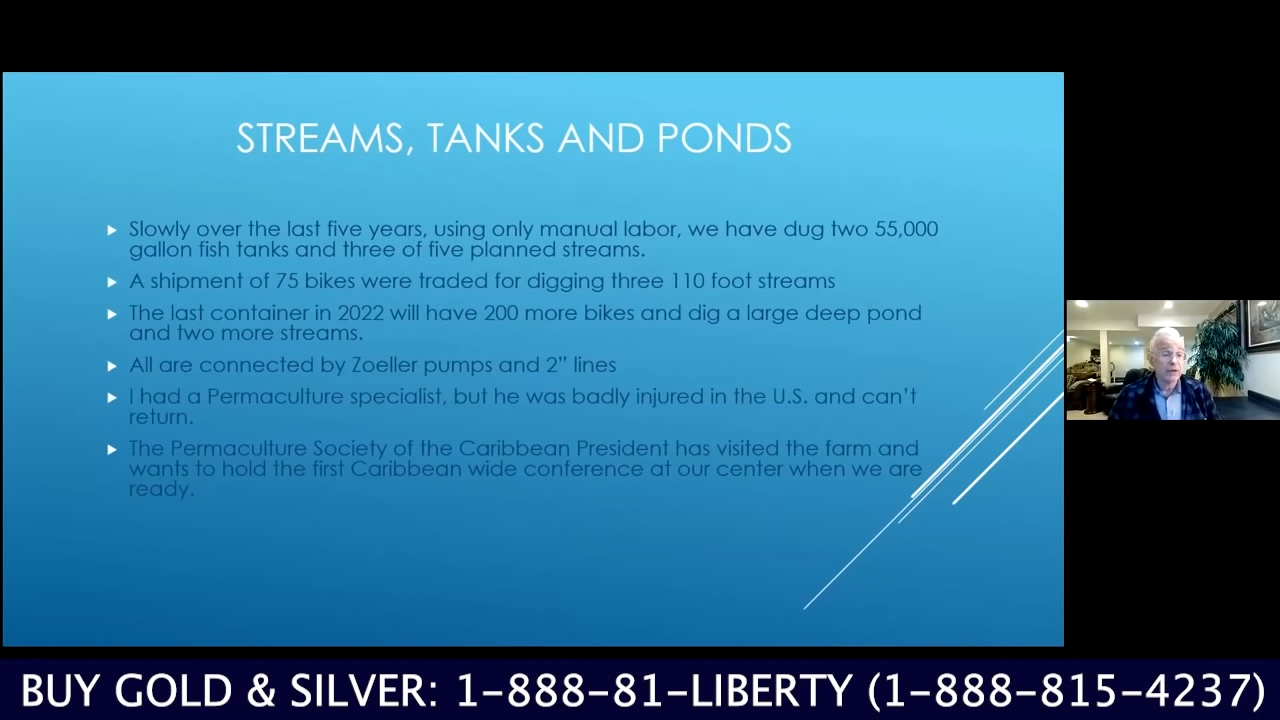 STREAMS, TANKS AND PONDS
Slowly over the last five years, using only manual labor, we have dug two 55,000
gallon fish tanks and three of five planned streams.
A shipment of 75 bikes were traded for digging three 110 foot streams
The last container in 2022 will have 200 more bikes and dig a large deep pond
and two more streams.
All are connected by Zoeller pumps and 2” lines
I had a Permaculture specialist, but he was badly injured in the U.S. and can’t
return.
The Permaculture Society of the Caribbean President has visited the farm and
wants to hold the first Caribbean wide conference at our center when we are
ready.
BUY GOLD & SILVER: 1-888-81-LIBERTY (1-888-815-4237)